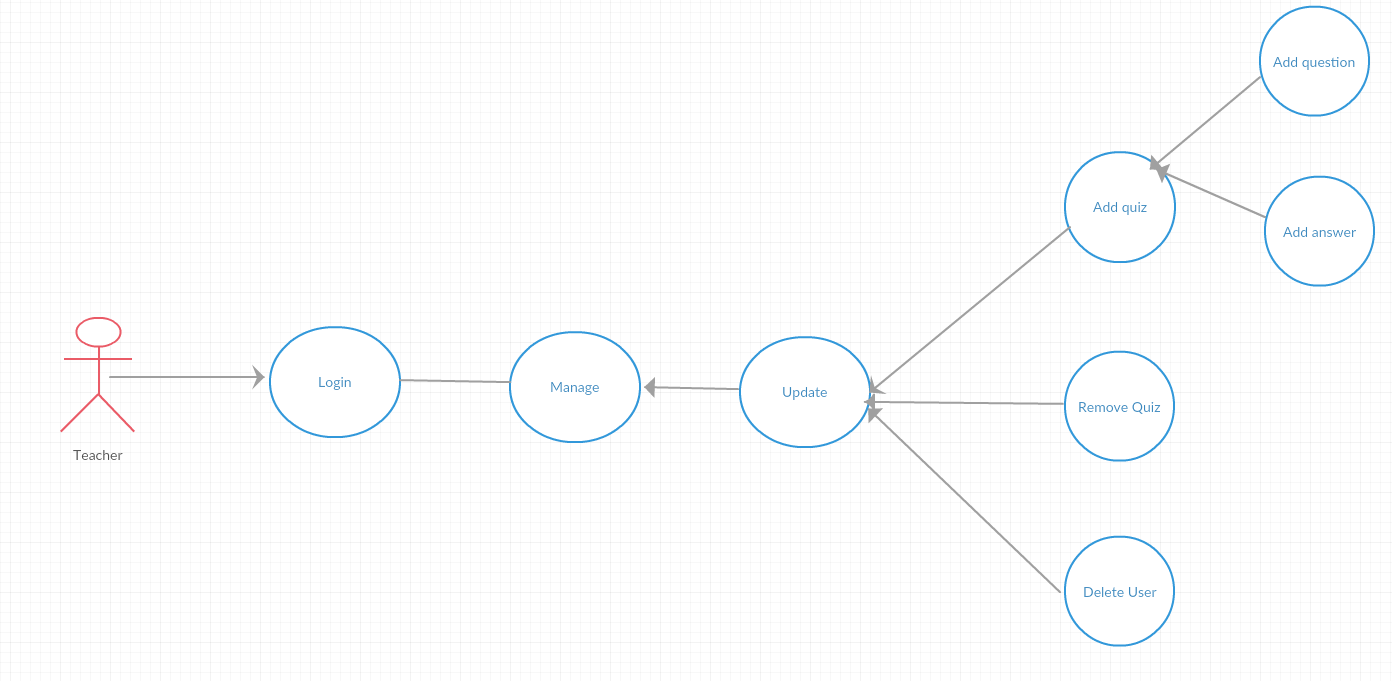 Teacher
Login
Manage
Update
Add quiz
Add question
Add answer
Remove Quiz
Delete User